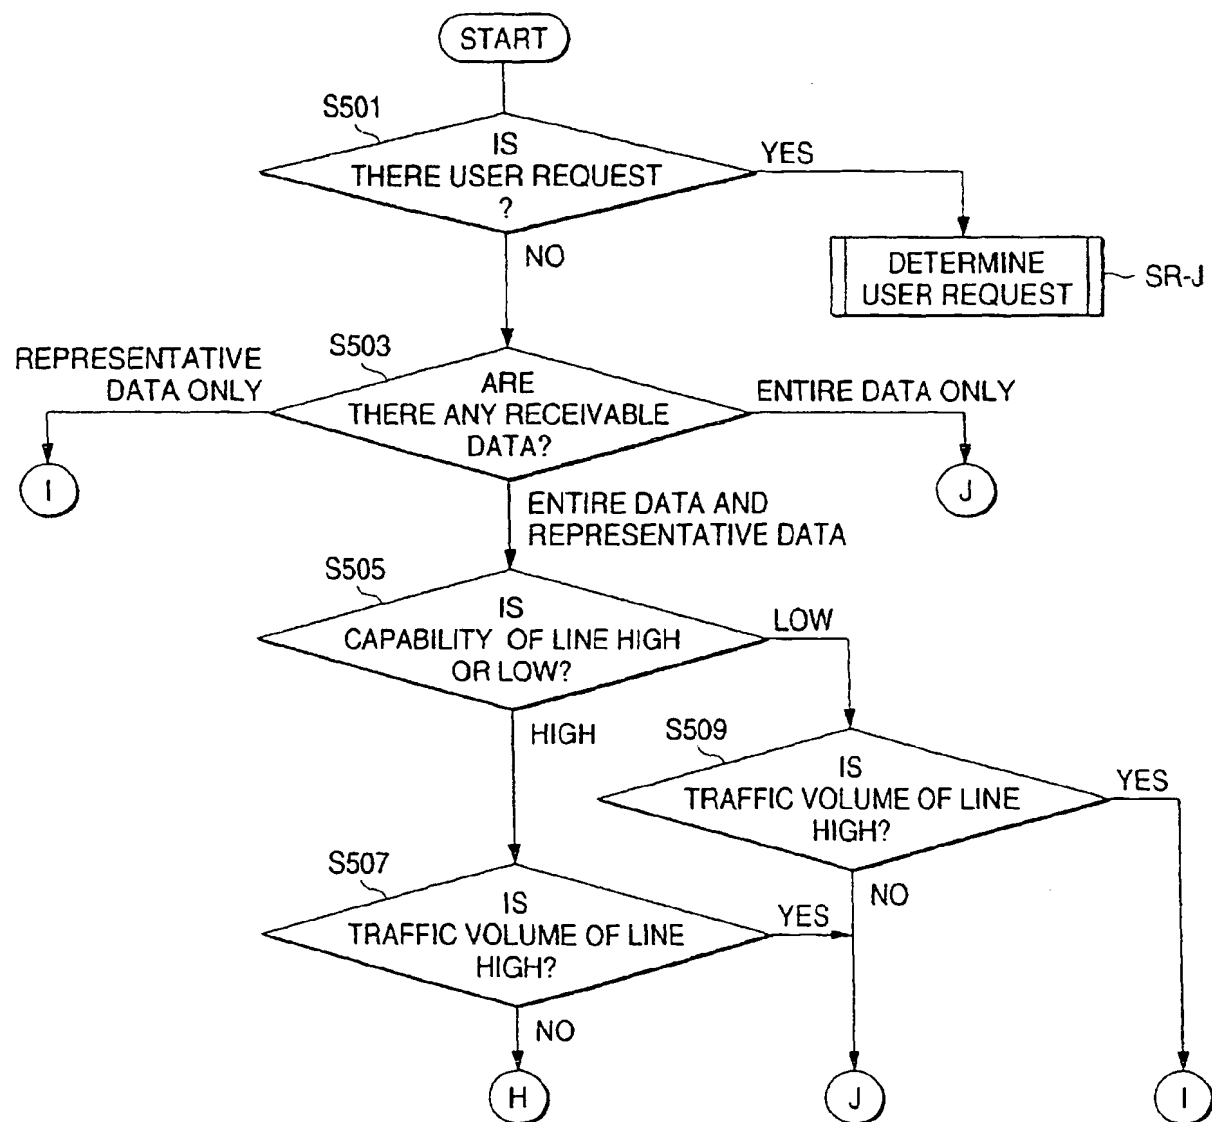 START
S501
IS
THERE USER REQUEST
?
YES
NO
DETERMINE
USER REQUEST
SR-J
REPRESENTATIVE
DATA ONLY
S503
ARE
THERE ANY RECEIVABLE
DATA?
ENTIRE DATA ONLY
I
J
ENTIRE DATA AND
REPRESENTATIVE DATA
S505
IS
CAPABILITY OF LINE HIGH
OR LOW?
LOW
HIGH
S509
IS
TRAFFIC VOLUME OF LINE
HIGH?
YES
NO
S507
IS
TRAFFIC VOLUME OF LINE
HIGH?
YES
NO
H
J
I